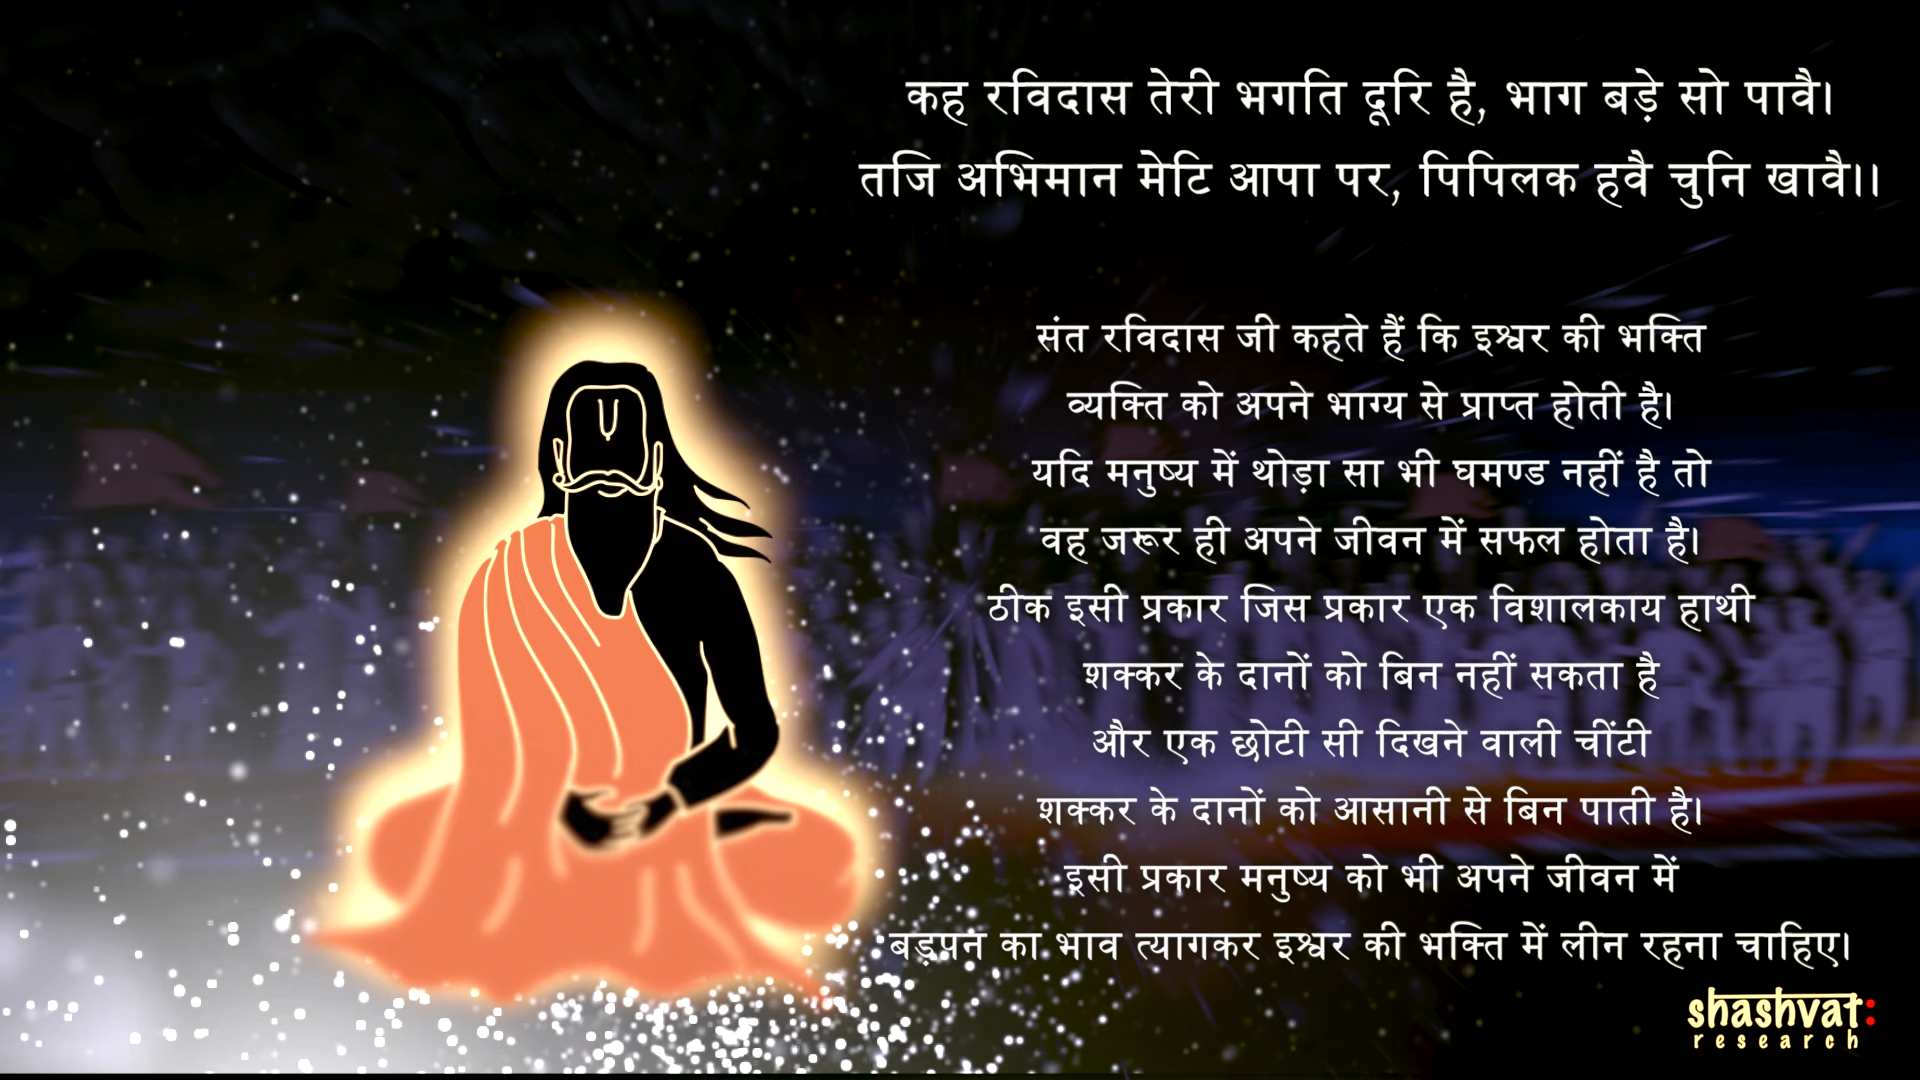 कह रविदास तेरी भगति दूरि है, भाग बड़े सो पावै।
तजि अभिमान मेटि आपा पर, पिपिलक हवै चुनि खावै।।
संत रविदास जी कहते हैं कि इश्वर की भक्ति
व्यक्ति को अपने भाग्य से प्राप्त होती है।
यदि मनुष्य में थोड़ा सा भी घमण्ड नहीं है तो
वह जरूर ही अपने जीवन में सफल होता है।
ठीक इसी प्रकार जिस प्रकार एक विशालकाय हाथी
शक्कर के दानों को बिन नहीं सकता है
और एक छोटी सी दिखने वाली चींटी
शक्कर के दानों को आसानी से बिन पाती है।
इसी प्रकार मनुष्य को भी अपने जीवन में
बड़पन का भाव त्यागकर इश्वर की भक्ति में लीन रहना चाहिए।
shashvat:
research